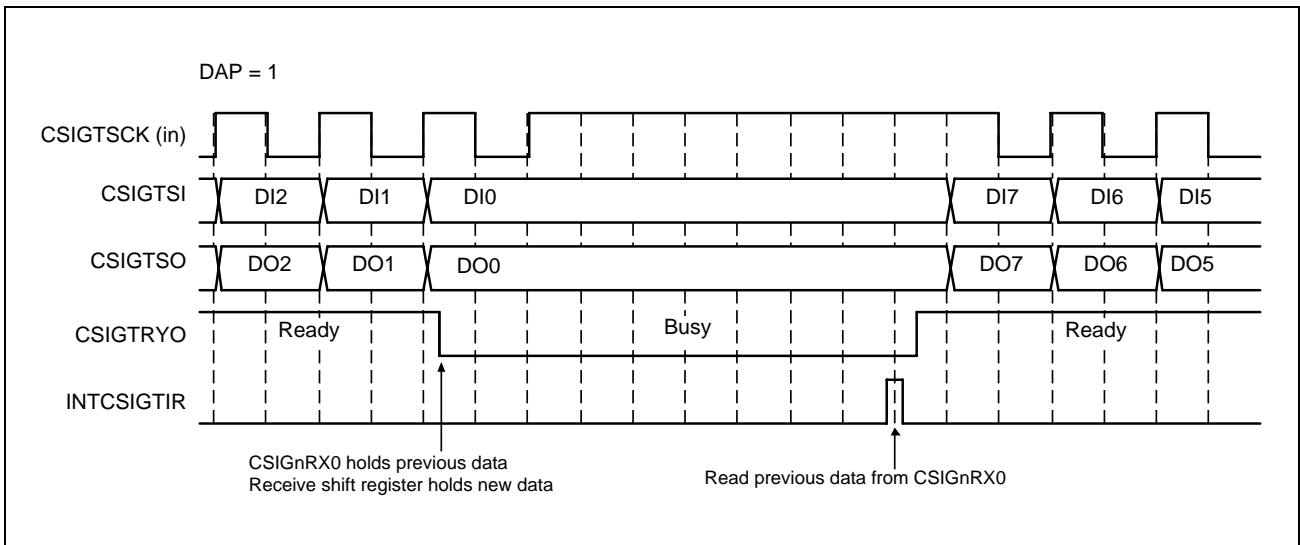 DAP = 1
CSIGTSCK (in)
CSIGTSI DI2 DI1 DI0 DI7 DI6 DI5
CSIGTSO DO2 DO1 DO0 DO7 DO6 DO5
CSIGTRYO Ready Busy Ready
INTCSIGTIR
CSIGnRX0 holds previous data
Receive shift register holds new data
Read previous data from CSIGnRX0